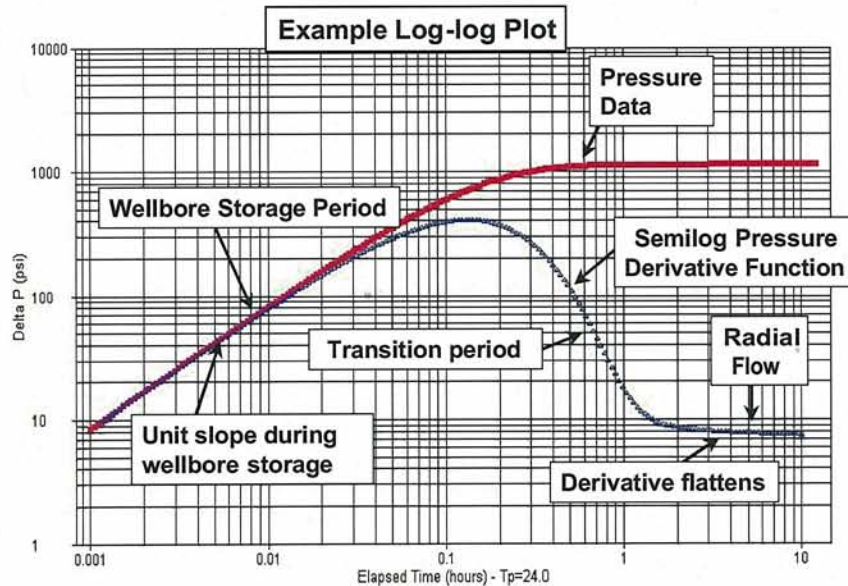 Example Log-log Plot
10000
1000
100
10
1
Delta P (psi)
Pressure
Data
Wellbore Storage Period
Semilog Pressure
Derivative Function
Transition period
Radial
Flow
Unit slope during
wellbore storage
Derivative flattens
0.001
0.01
0.1
1
10
Elapsed Time (hours) - Tp=24.0